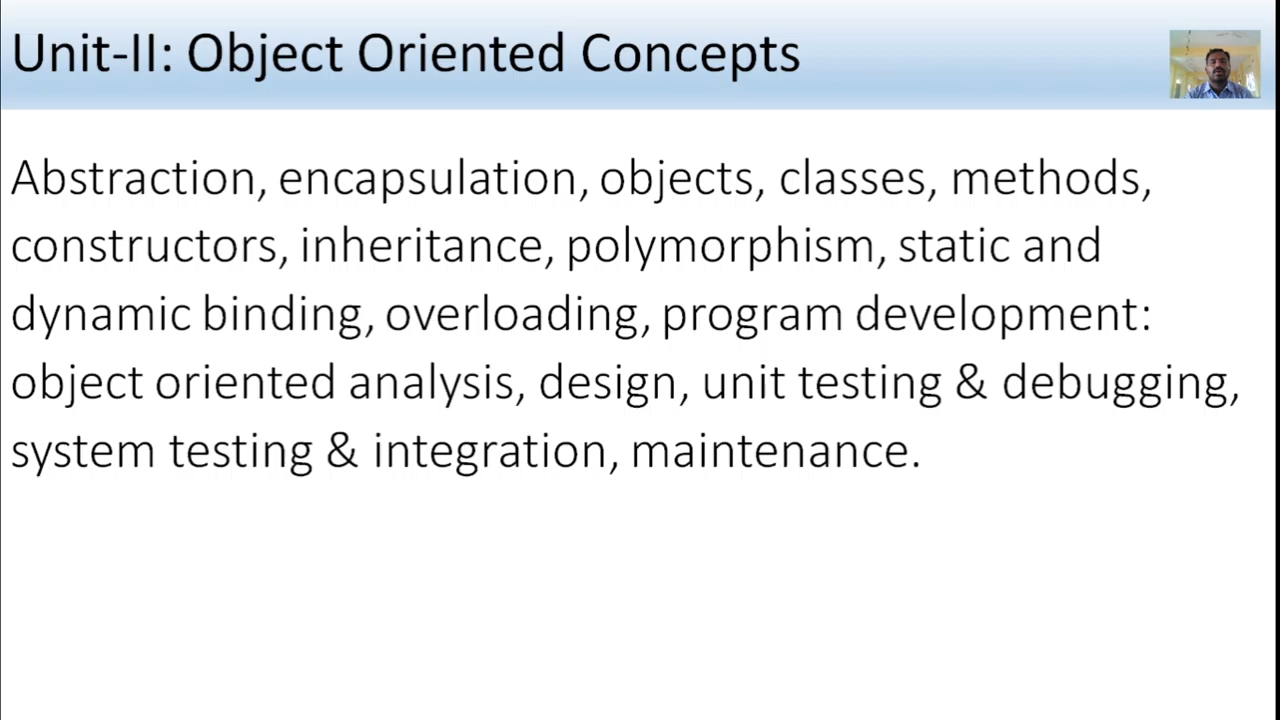 Unit-II: Object Oriented Concepts
Abstraction, encapsulation, objects, classes, methods,
constructors, inheritance, polymorphism, static and
dynamic binding, overloading, program development:
object oriented analysis, design, unit testing & debugging,
system testing & integration, maintenance.